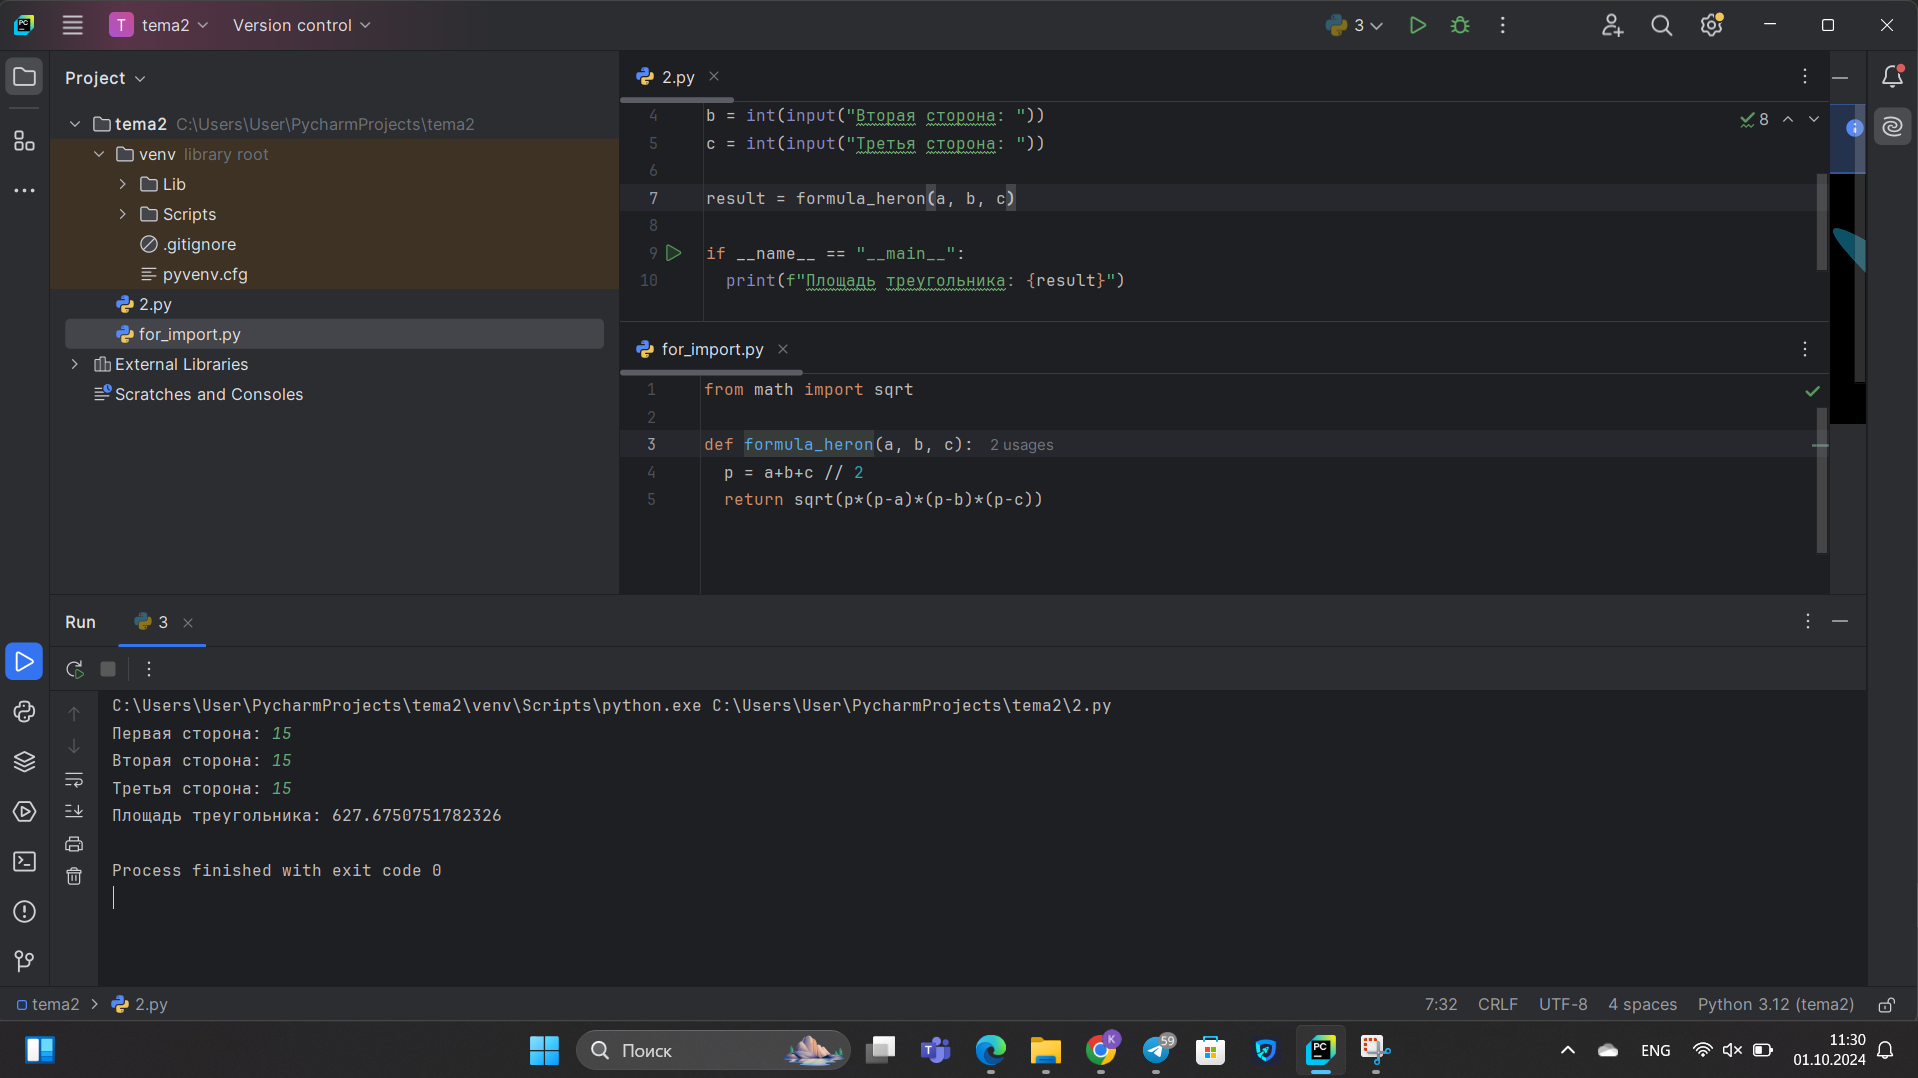 T tema2 Version control 3
Project
tema2 C:\Users\User\PycharmProjects\tema2
venv library root
Lib
Scripts
.gitignore
pyvenv.cfg
2.py
for_import.py
External Libraries
Scratches and Consoles
2.py
4 b = int(input("Вторая сторона: "))
5 c = int(input("Третья сторона: "))
6
7 result = formula_heron(a, b, c)
8
9 if __name__ == "__main__":
10 print(f"Площадь треугольника: {result}")
8
for_import.py
1 from math import sqrt
2
3 def formula_heron(a, b, c): 2 usages
4 p = a+b+c // 2
5 return sqrt(p*(p-a)*(p-b)*(p-c))
Run 3
C:\Users\User\PycharmProjects\tema2\venv\Scripts\python.exe C:\Users\User\PycharmProjects\tema2\2.py
Первая сторона: 15
Вторая сторона: 15
Третья сторона: 15
Площадь треугольника: 627.6750751782326
Process finished with exit code 0
tema2 2.py 7:32 CRLF UTF-8 4 spaces Python 3.12 (tema2)
Поиск K 59 PC ENG 11:30
01.10.2024